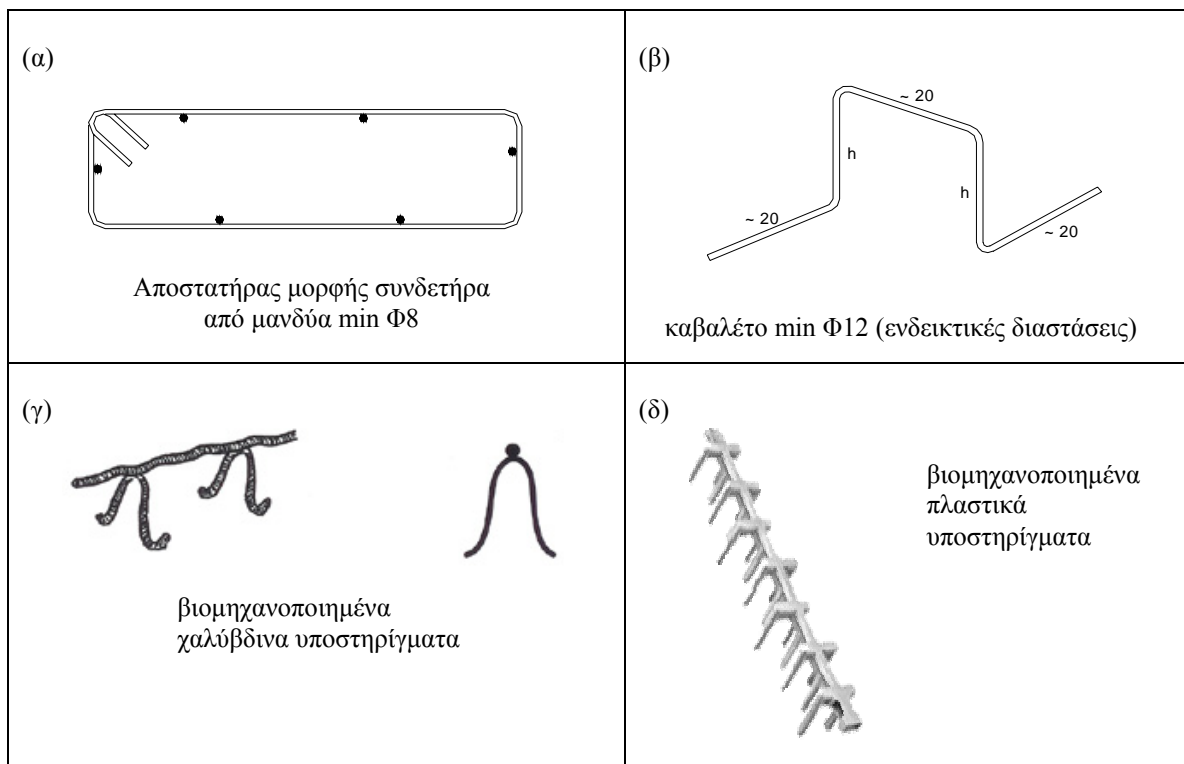 (α)
Αποστατήρας μορφής συνδετήρα
από μανδύα min Φ8
(β)
~ 20
h
h
~ 20
~ 20
καβαλέτο min Φ12 (ενδεικτικές διαστάσεις)
(γ)
βιομηχανοποιημένα
χαλύβδινα υποστηρίγματα
(δ)
βιομηχανοποιημένα
πλαστικά
υποστηρίγματα